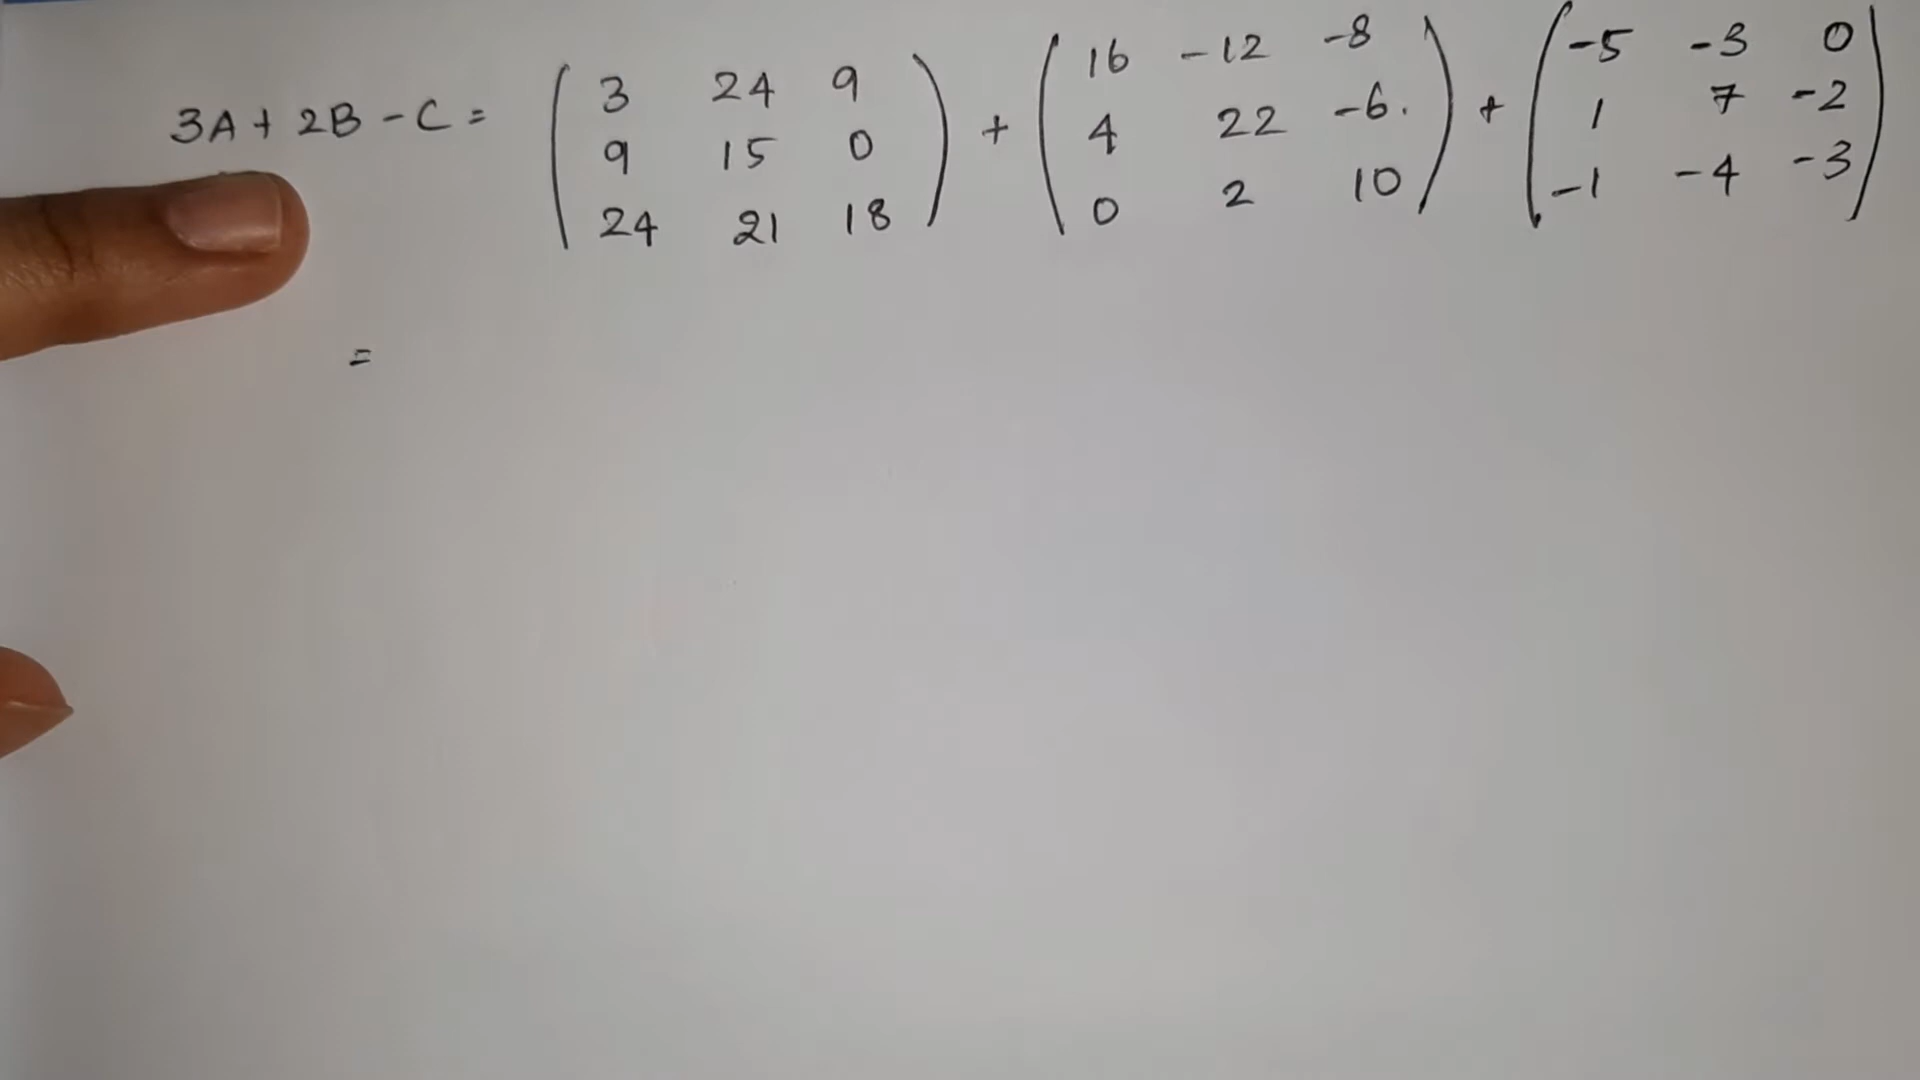 3A + 2B - C = ( 3 24 9 ) + ( 16 -12 -8 ) + ( -5 -3 0 )
9 15 0 4 22 -6. 1 7 -2
24 21 18 0 2 10 -1 -4 -3
=